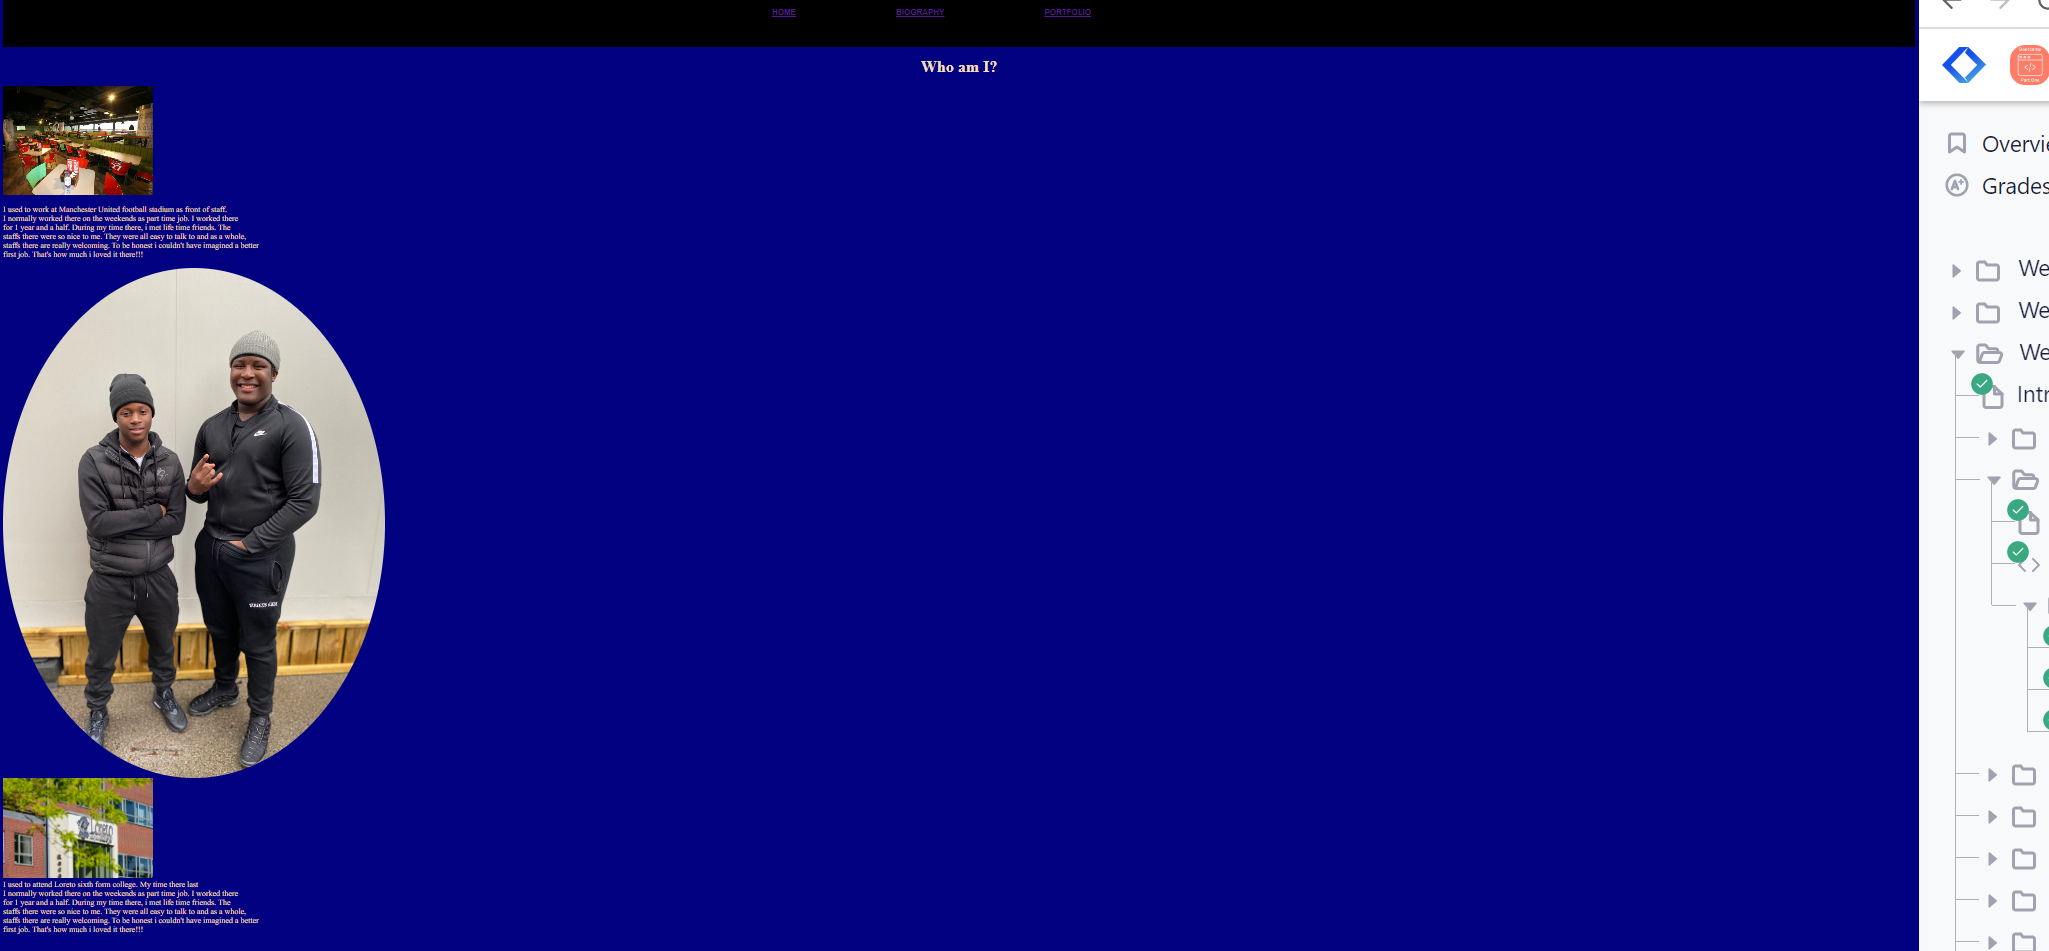 HOME BIOGRAPHY PORTFOLIO
Who am I?
I used to work at Manchester United football stadium as front of staff.
I normally worked there on the weekends as part time job. I worked there
for 1 year and a half. During my time there, i met life time friends. The
staffs there were so nice to me. They were all easy to talk to and as a whole,
staffs there are really welcoming. To be honest i couldn't have imagined a better
first job. That's how much i loved it there!!!
Loreto
I used to attend Loreto sixth form college. My time there last
I normally worked there on the weekends as part time job. I worked there
for 1 year and a half. During my time there, i met life time friends. The
staffs there were so nice to me. They were all easy to talk to and as a whole,
staffs there are really welcoming. To be honest i couldn't have imagined a better
first job. That's how much i loved it there!!!
</>
Part One
Overvie
A+ Grades
We
We
We
Intr